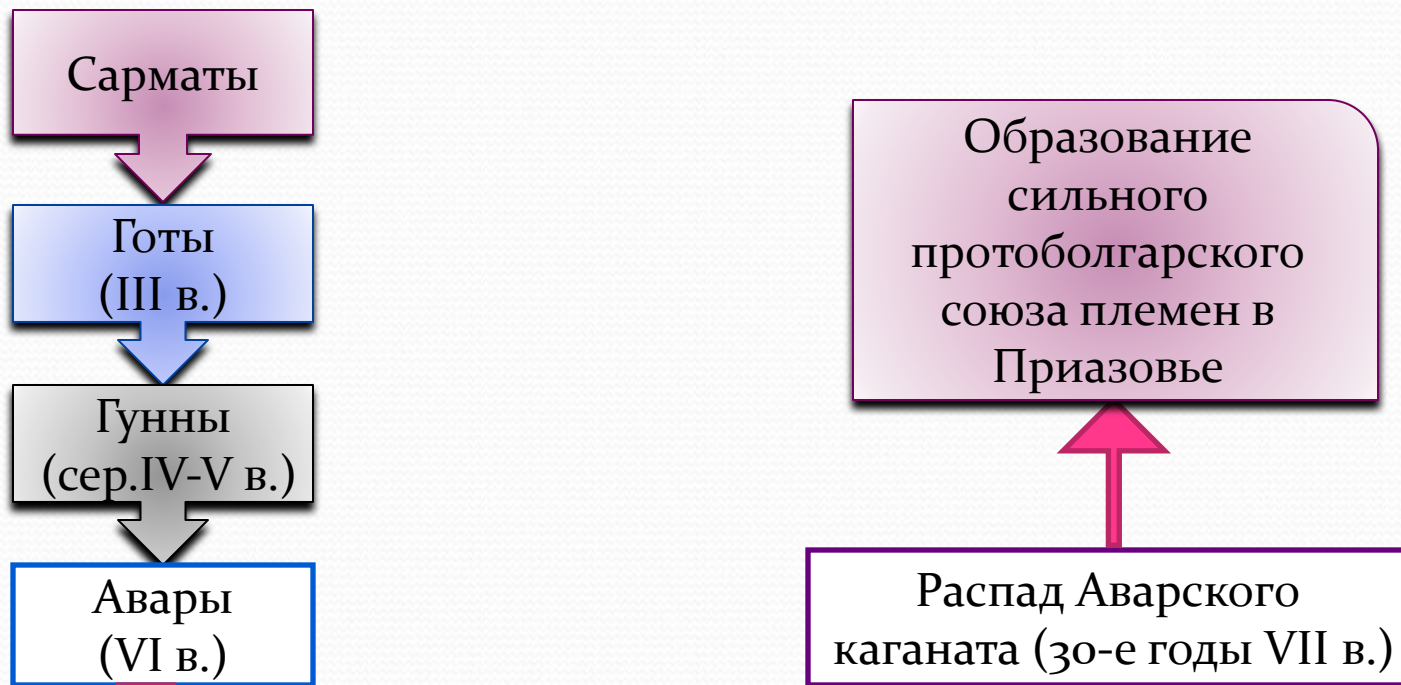 Сарматы
Готы
(III в.)
Гунны
(сер.IV-V в.)
Авары
(VI в.)
Образование
сильного
протоболгарского
союза племен в
Приазовье
Распад Аварского
каганата (30-е годы VII в.)